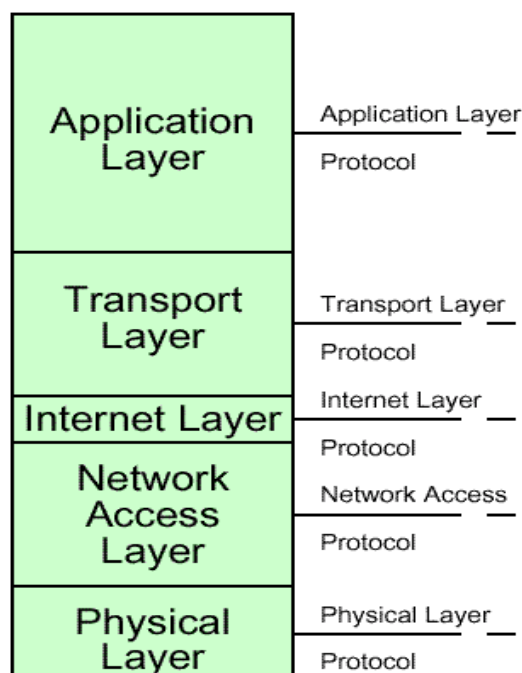 Application
Layer
Application Layer
Protocol
Transport
Layer
Transport Layer
Protocol
Internet Layer
Internet Layer
Protocol
Network
Access
Layer
Network Access
Protocol
Physical
Layer
Physical Layer
Protocol